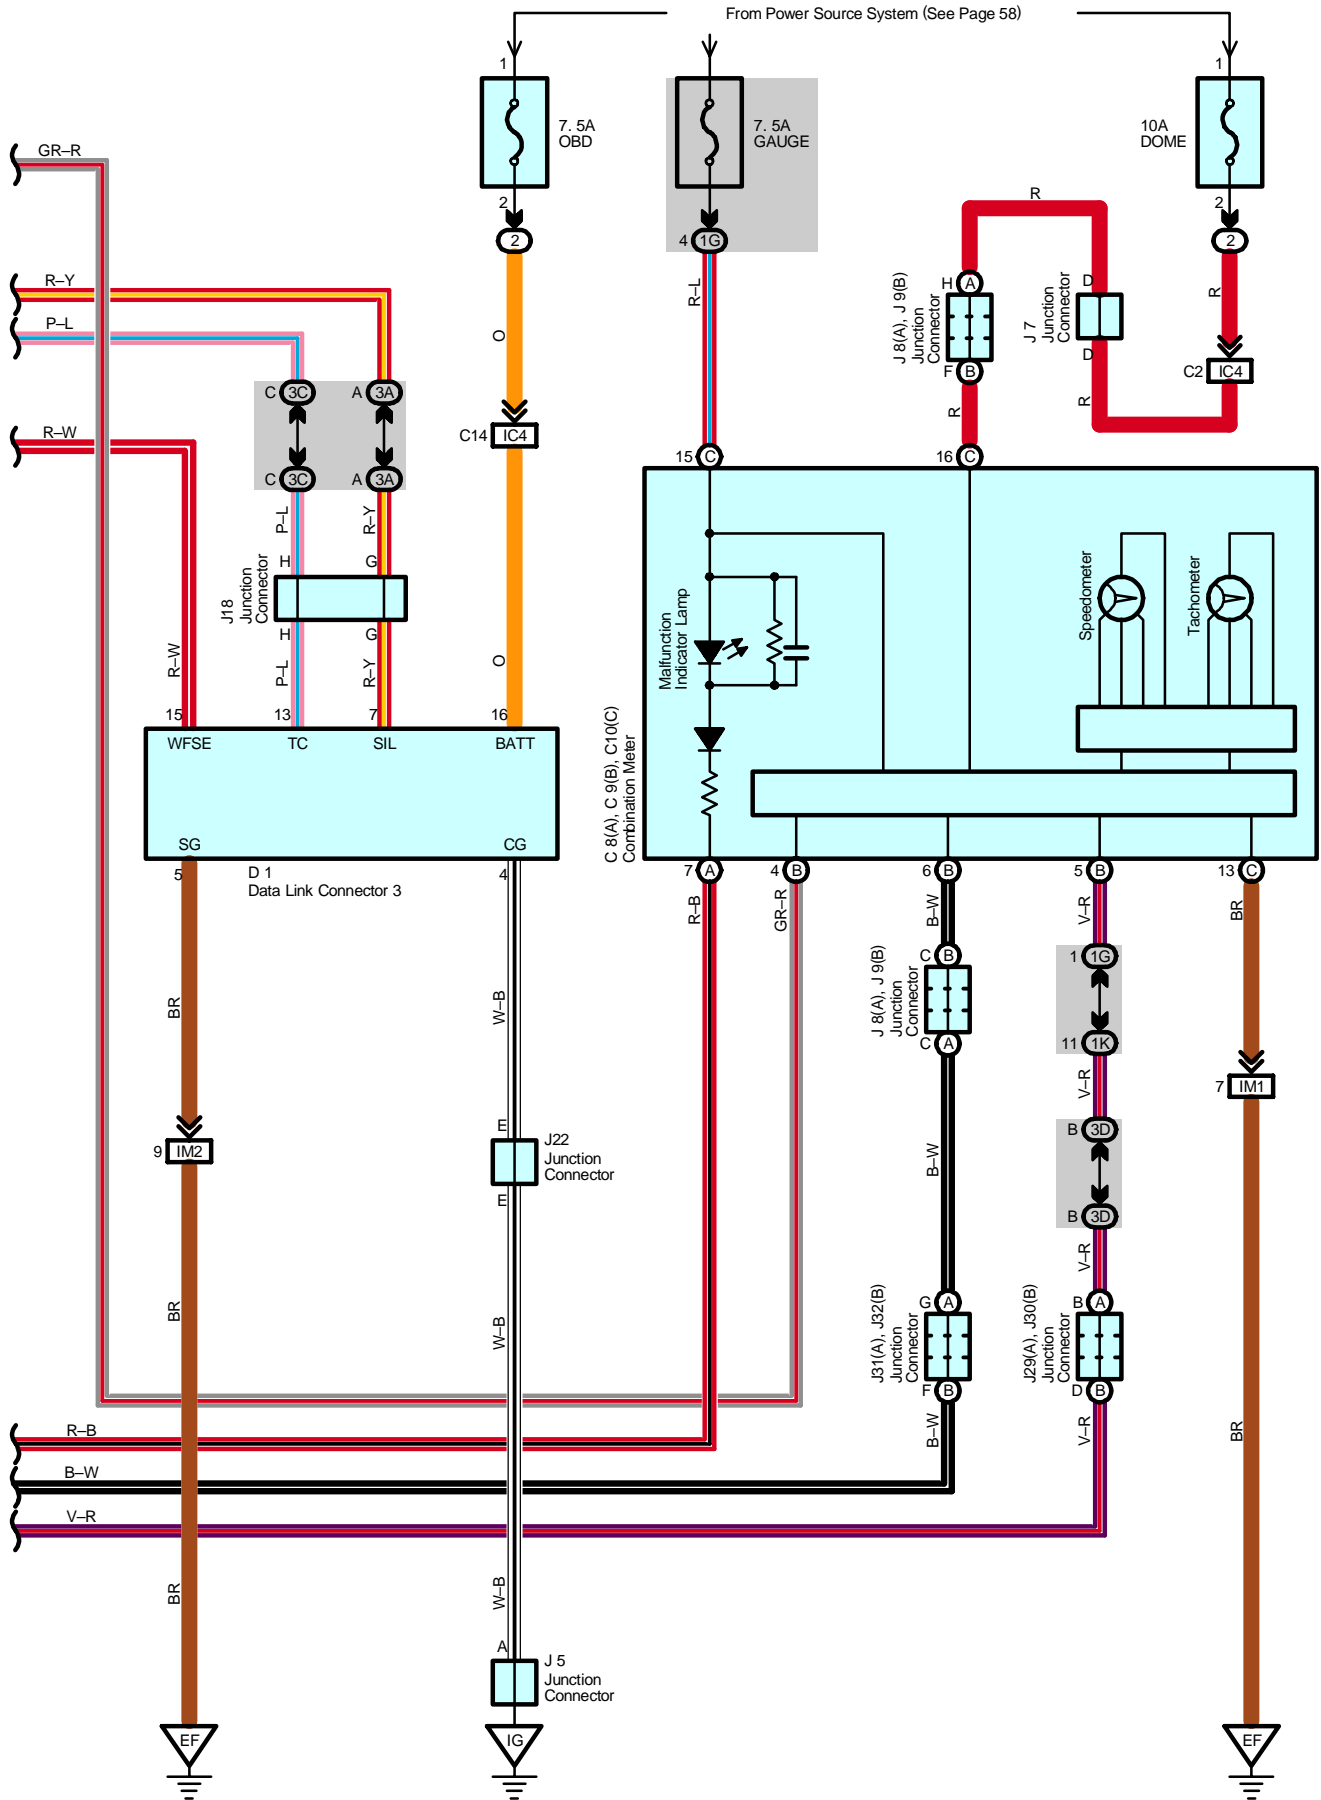 From Power Source System (See Page 58)
1
1
7. 5A
OBD
7. 5A
GAUGE
10A
DOME
2
2
2
4 1G
2
GR–R
R
R–Y
P–L
R–L
O
H A
J 8(A), J 9(B)
Junction
Connector
F B
D
J 7
Junction
Connector
D
R
C2 IC4
C 3C
A 3A
R
R
R–W
C14 IC4
C 3C
A 3A
15 C
16 C
P–L
R–Y
H
G
J18
Junction
Connector
H
G
R–W
P–L
R–Y
O
Malfunction
Indicator Lamp
Speedometer
Tachometer
15
13
7
16
WFSE
TC
SIL
BATT
SG
CG
C 8(A), C 9(B), C10(C)
Combination Meter
5
D 1
Data Link Connector 3
4
7 A
4 B
6 B
5 B
13 C
R–B
GR–R
B–W
V–R
BR
C B
J 8(A), J 9(B)
Junction
Connector
C A
1 1G
11 1K
BR
W–B
V–R
7 IM1
9 IM2
E
J22
Junction
Connector
E
B–W
B 3D
B 3D
V–R
BR
W–B
G A
J31(A), J32(B)
Junction
Connector
F B
B A
J29(A), J30(B)
Junction
Connector
D B
R–B
B–W
V–R
B–W
V–R
BR
BR
W–B
A
J 5
Junction
Connector
EF
IG
EF